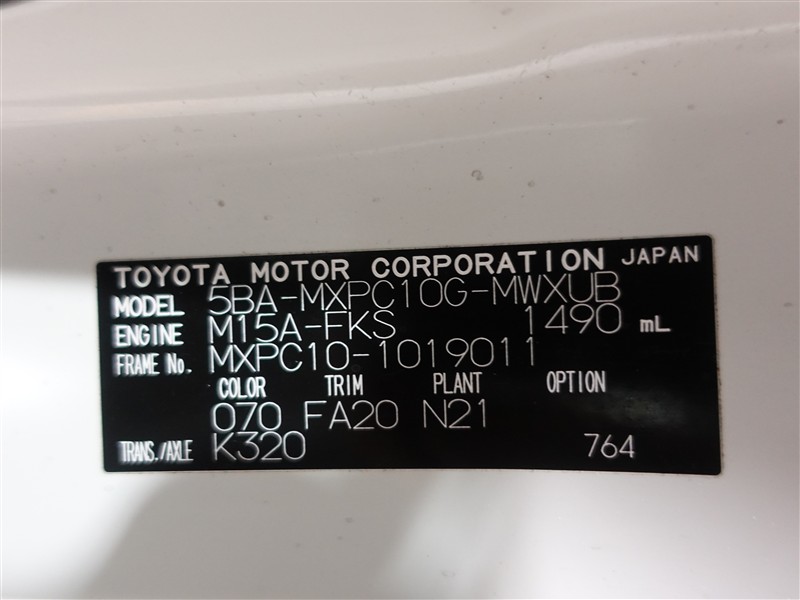 TOYOTA MOTOR CORPORATION JAPAN
MODEL 5BA-MXPC10G-MWXUB
ENGINE M15A-FKS 1490 mL
FRAME No. MXPC10-1019011
COLOR TRIM PLANT OPTION
070 FA20 N21
TRANS./AXLE K320 764